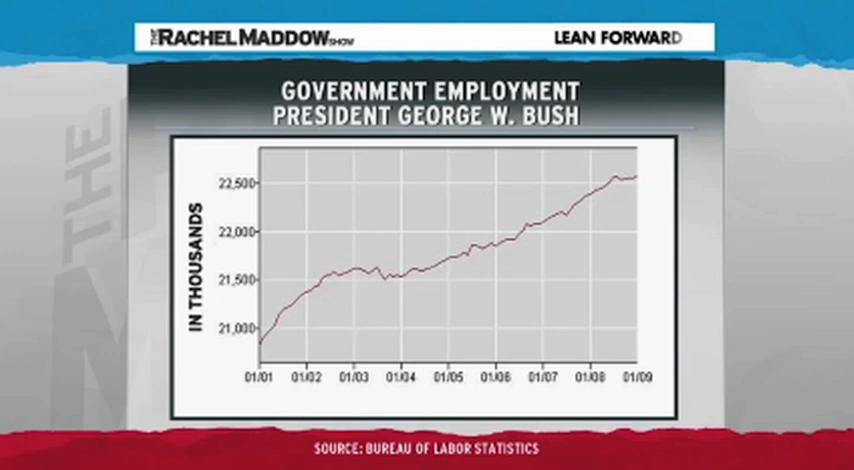 THE RACHEL MADDOW SHOW
LEAN FORWARD
GOVERNMENT EMPLOYMENT
PRESIDENT GEORGE W. BUSH
THE
IN THOUSANDS
22,500
22,000
21,500
21,000
01/01 01/02 01/03 01/04 01/05 01/06 01/07 01/08 01/09
SOURCE: BUREAU OF LABOR STATISTICS